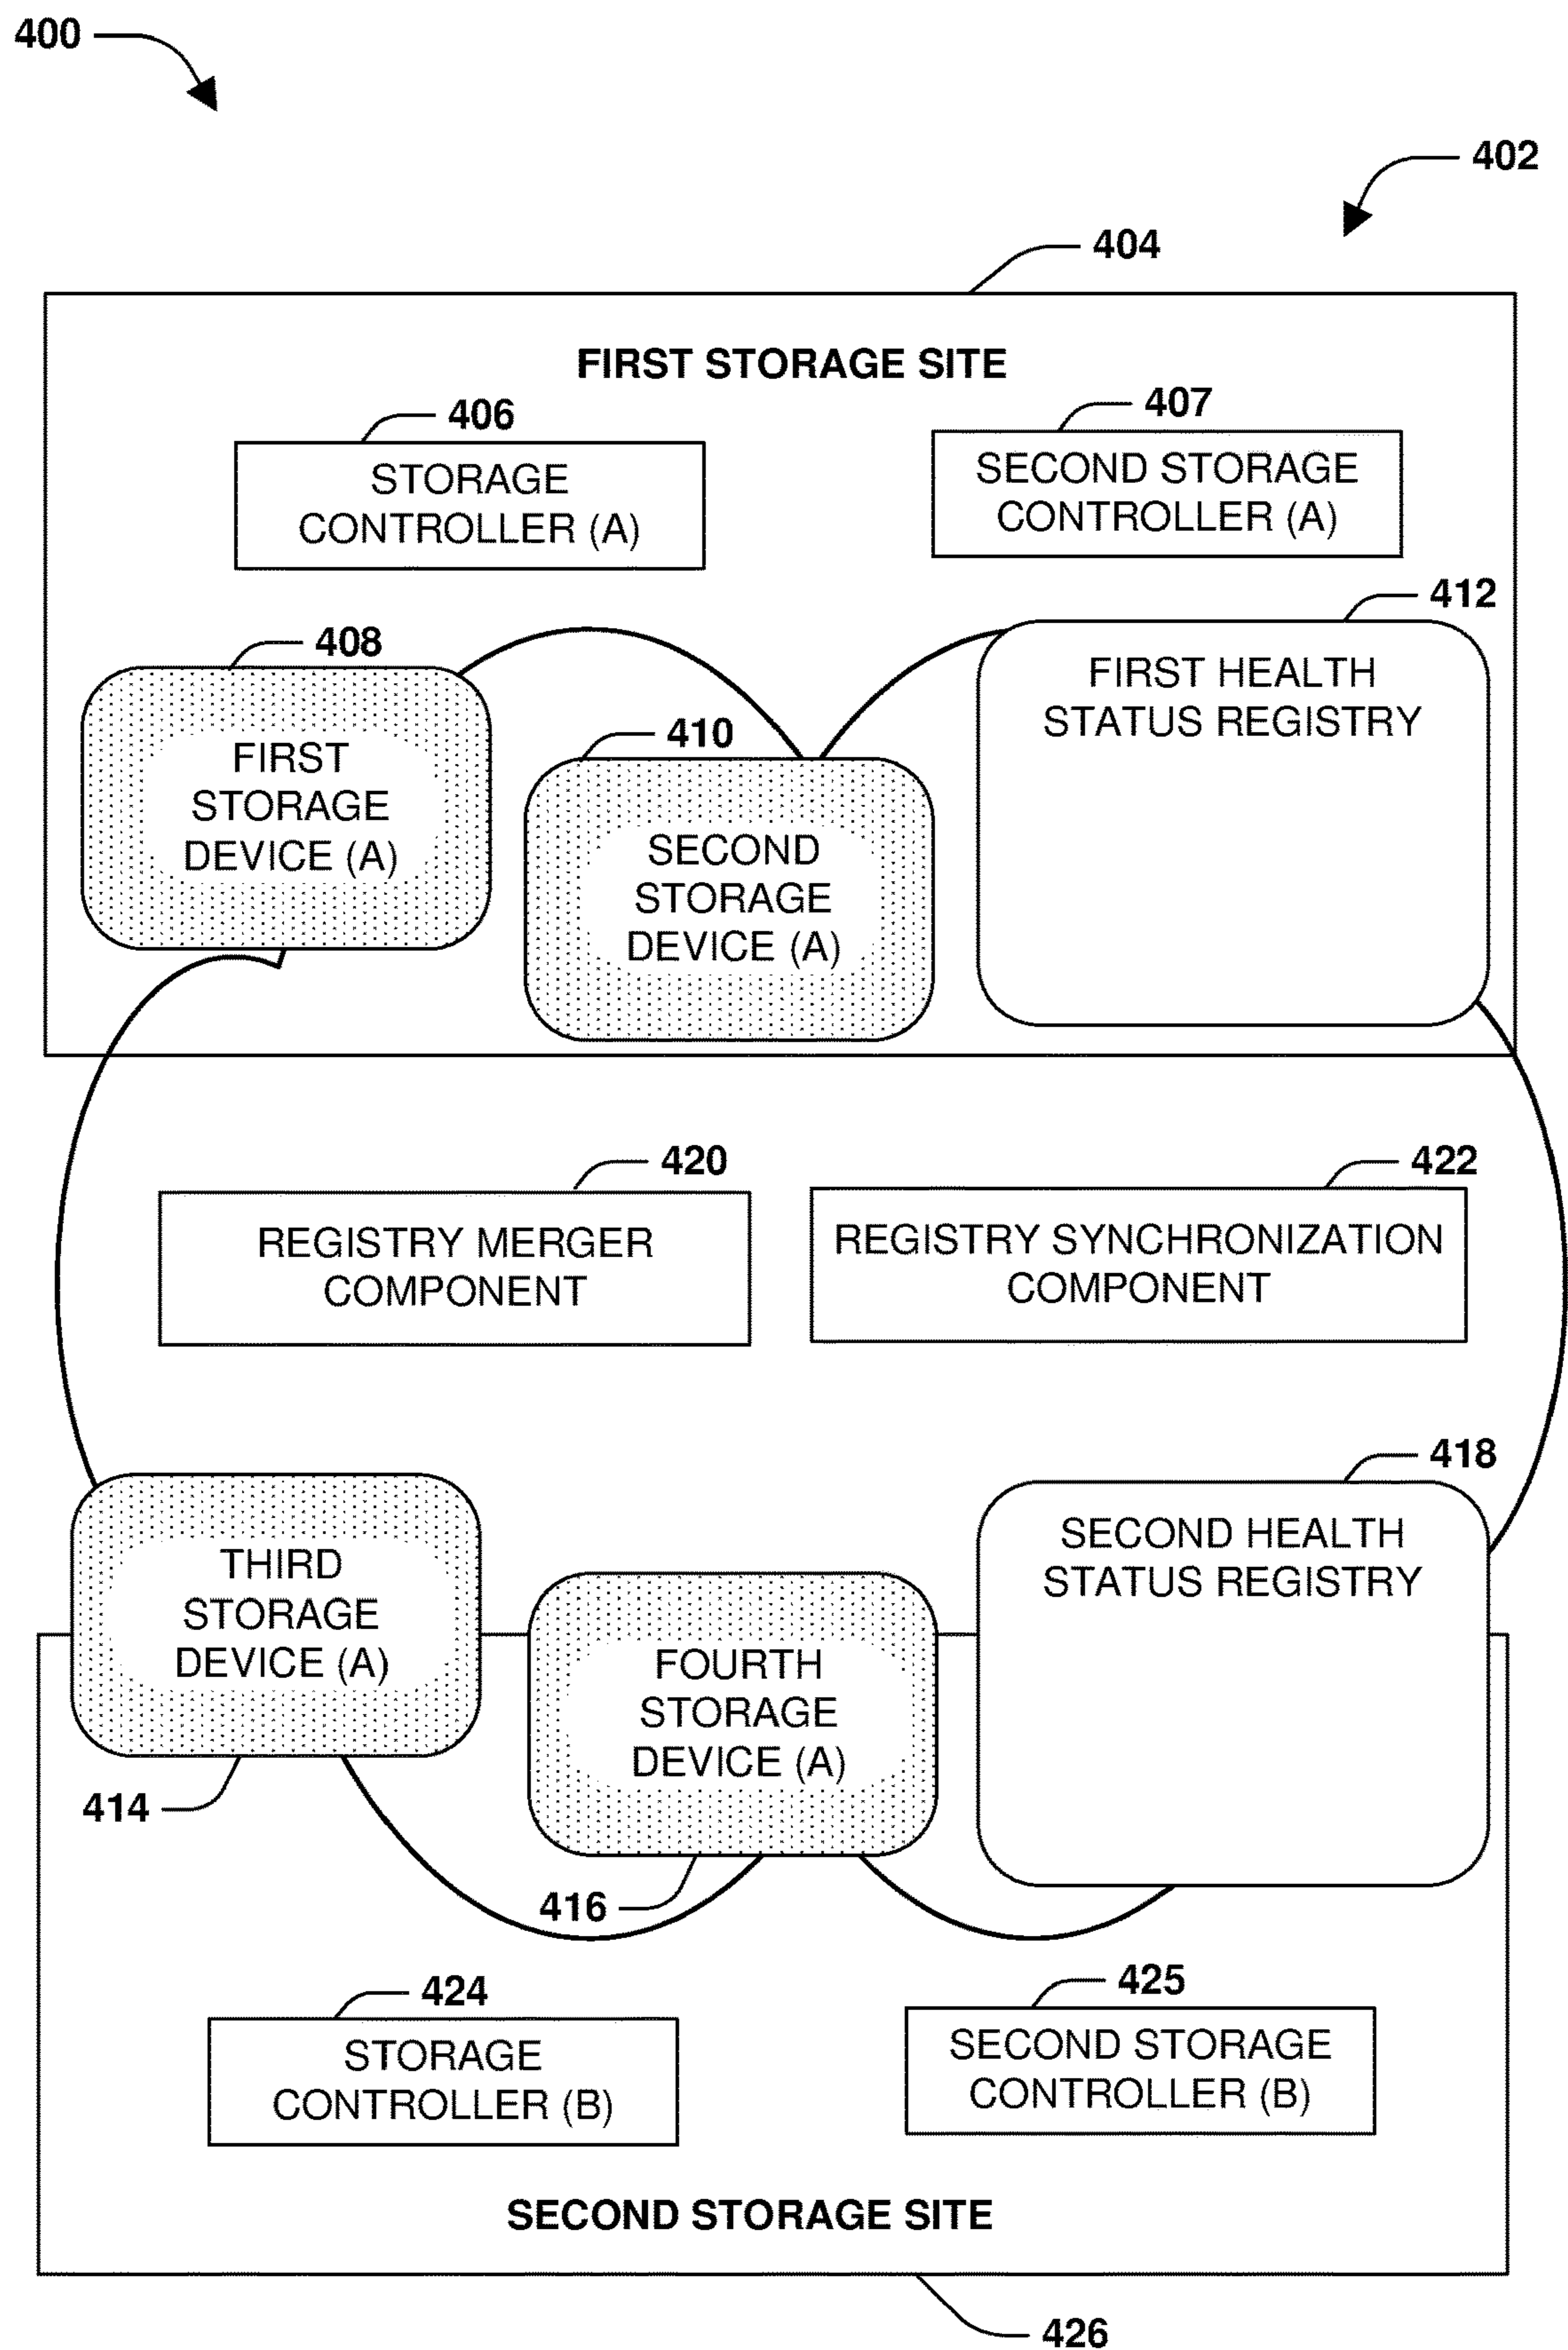 400
402
404
FIRST STORAGE SITE
406
407
STORAGE
CONTROLLER (A)
SECOND STORAGE
CONTROLLER (A)
412
408
FIRST HEALTH
STATUS REGISTRY
410
FIRST
STORAGE
DEVICE (A)
SECOND
STORAGE
DEVICE (A)
420
422
REGISTRY MERGER
COMPONENT
REGISTRY SYNCHRONIZATION
COMPONENT
418
SECOND HEALTH
STATUS REGISTRY
THIRD
STORAGE
DEVICE (A)
FOURTH
STORAGE
DEVICE (A)
414
416
424
425
STORAGE
CONTROLLER (B)
SECOND STORAGE
CONTROLLER (B)
SECOND STORAGE SITE
426